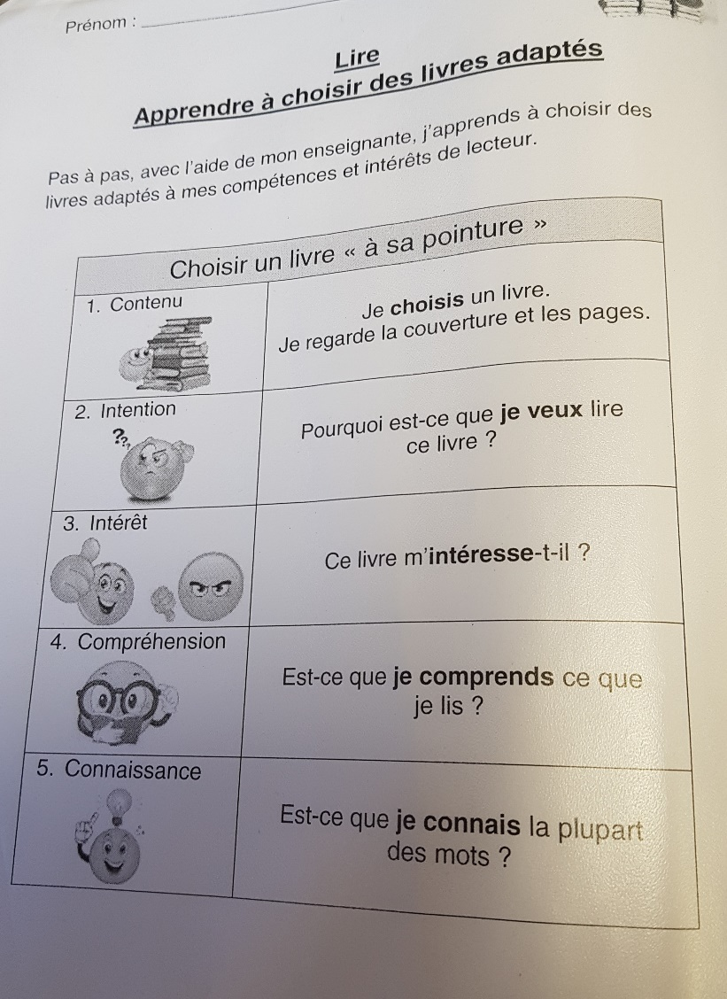 Prénom :
Lire
Apprendre à choisir des livres adaptés
Pas à pas, avec l'aide de mon enseignante, j'apprends à choisir des
livres adaptés à mes compétences et intérêts de lecteur.
Choisir un livre « à sa pointure »
1. Contenu
Je choisis un livre.
Je regarde la couverture et les pages.
2. Intention
??,
Pourquoi est-ce que je veux lire
ce livre ?
3. Intérêt
Ce livre m'intéresse-t-il ?
4. Compréhension
Est-ce que je comprends ce que
je lis ?
5. Connaissance
Est-ce que je connais la plupart
des mots ?